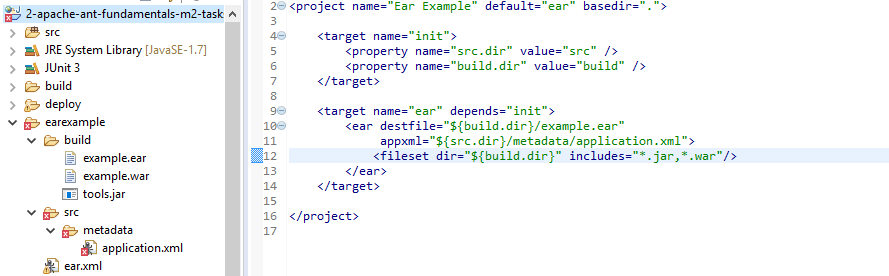 2-apache-ant-fundamentals-m2-task
src
JRE System Library [JavaSE-1.7]
JUnit 3
build
deploy
earexample
build
example.ear
example.war
tools.jar
src
metadata
application.xml
ear.xml
2 <project name="Ear Example" default="ear" basedir=".">
3
4 <target name="init">
5 <property name="src.dir" value="src" />
6 <property name="build.dir" value="build" />
7 </target>
8
9 <target name="ear" depends="init">
10 <ear destfile="${build.dir}/example.ear"
11 appxml="${src.dir}/metadata/application.xml">
12 <fileset dir="${build.dir}" includes="*.jar,*.war"/>
13 </ear>
14 </target>
15
16 </project>
17